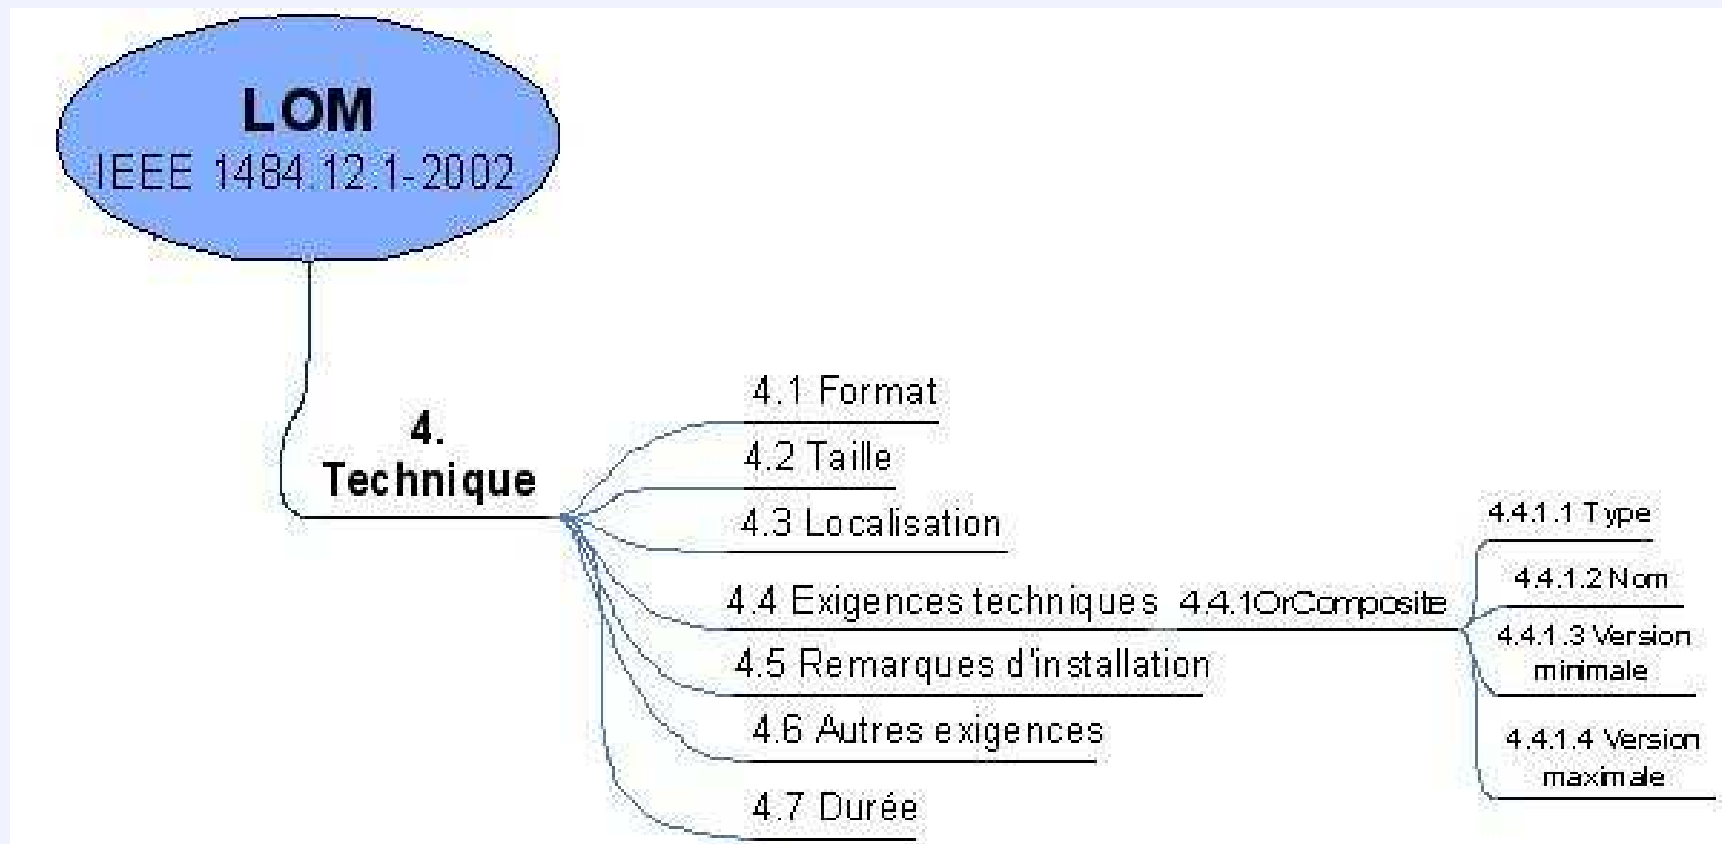 LOM
IEEE 1484.12.1-2002
4.
Technique
4.1 Format
4.2 Taille
4.3 Localisation
4.4 Exigences techniques
4.4.1OrComposite
4.4.1.1 Type
4.4.1.2 Nom
4.4.1.3 Version
minimale
4.4.1.4 Version
maximale
4.5 Remarques d'installation
4.6 Autres exigences
4.7 Durée